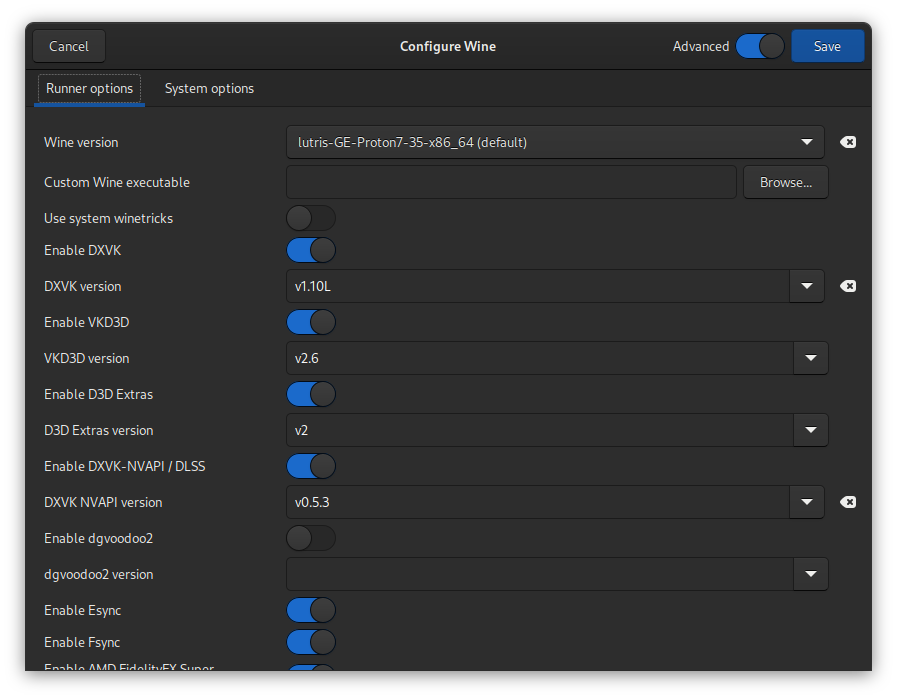 Cancel
Configure Wine
Advanced
Save
Runner options
System options
Wine version
lutris-GE-Proton7-35-x86_64 (default)
Custom Wine executable
Browse...
Use system winetricks
Enable DXVK
DXVK version
v1.10L
Enable VKD3D
VKD3D version
v2.6
Enable D3D Extras
D3D Extras version
v2
Enable DXVK-NVAPI / DLSS
DXVK NVAPI version
v0.5.3
Enable dgvoodoo2
dgvoodoo2 version
Enable Esync
Enable Fsync
Enable AMD FidelityFX Super